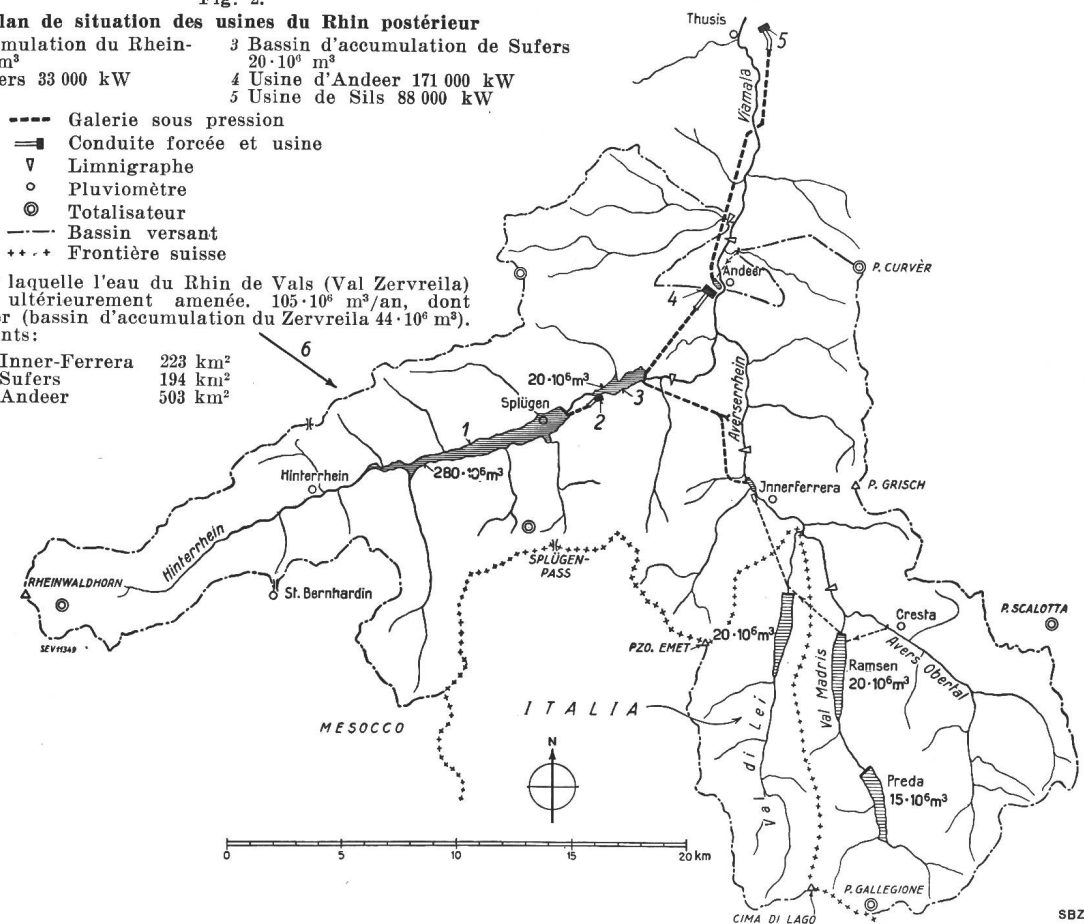 Fig. 2.
lan de situation des usines du Rhin postérieur
mulation du Rhein-
m³
ers 33 000 kW
3 Bassin d'accumulation de Sufers
20·10⁶ m³
4 Usine d'Andeer 171 000 kW
5 Usine de Sils 88 000 kW
Galerie sous pression
Conduite forcée et usine
Limnigraphe
Pluviomètre
Totalisateur
Bassin versant
Frontière suisse
laquelle l'eau du Rhin de Vals (Val Zervreila)
ultérieurement amenée. 105·10⁶ m³/an, dont
r (bassin d'accumulation du Zervreila 44·10⁶ m³).
nts:
Inner-Ferrera 223 km²
Sufers 194 km²
Andeer 503 km²
Thusis
5
Viamala
Andeer
P. CURVÈR
4
6
20·10⁶m³
3
Splügen
2
1
280·10⁶m³
Averserrhein
Hinterrhein
Jnnerferrera
P. GRISCH
Hinterrhein
SPLÜGEN-
PASS
RHEINWALDHORN
St. Bernhardin
SEV11349
Cresta
P. SCALOTTA
PZO. EMET
20·10⁶m³
Ramsen
20·10⁶m³
Avers Obertal
Val Madris
ITALIA
MESOCCO
Val di Lei
N
Preda
15·10⁶m³
0 5 10 15 20 km
P. GALLEGIONE
CIMA DI LAGO
SBZ